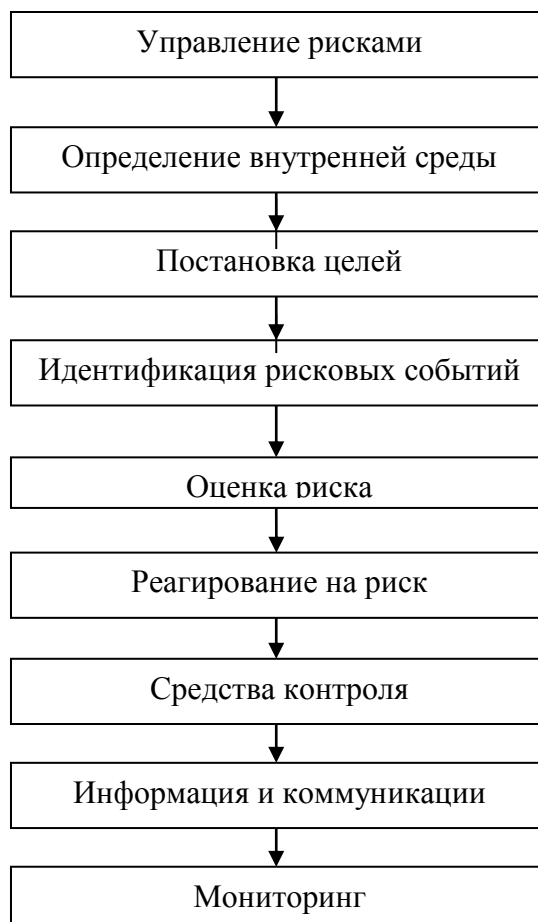 Управление рисками
Определение внутренней среды
Постановка целей
Идентификация рисковых событий
Оценка риска
Реагирование на риск
Средства контроля
Информация и коммуникации
Мониторинг